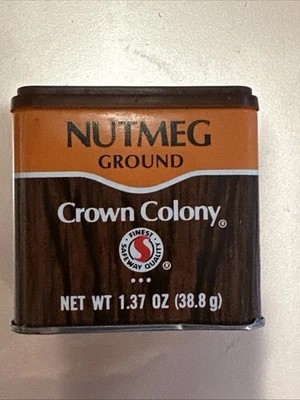 NUTMEG
GROUND
Crown Colony®
• FINEST •
SAFEWAY QUALITY
S
®
NET WT 1.37 OZ (38.8 g)